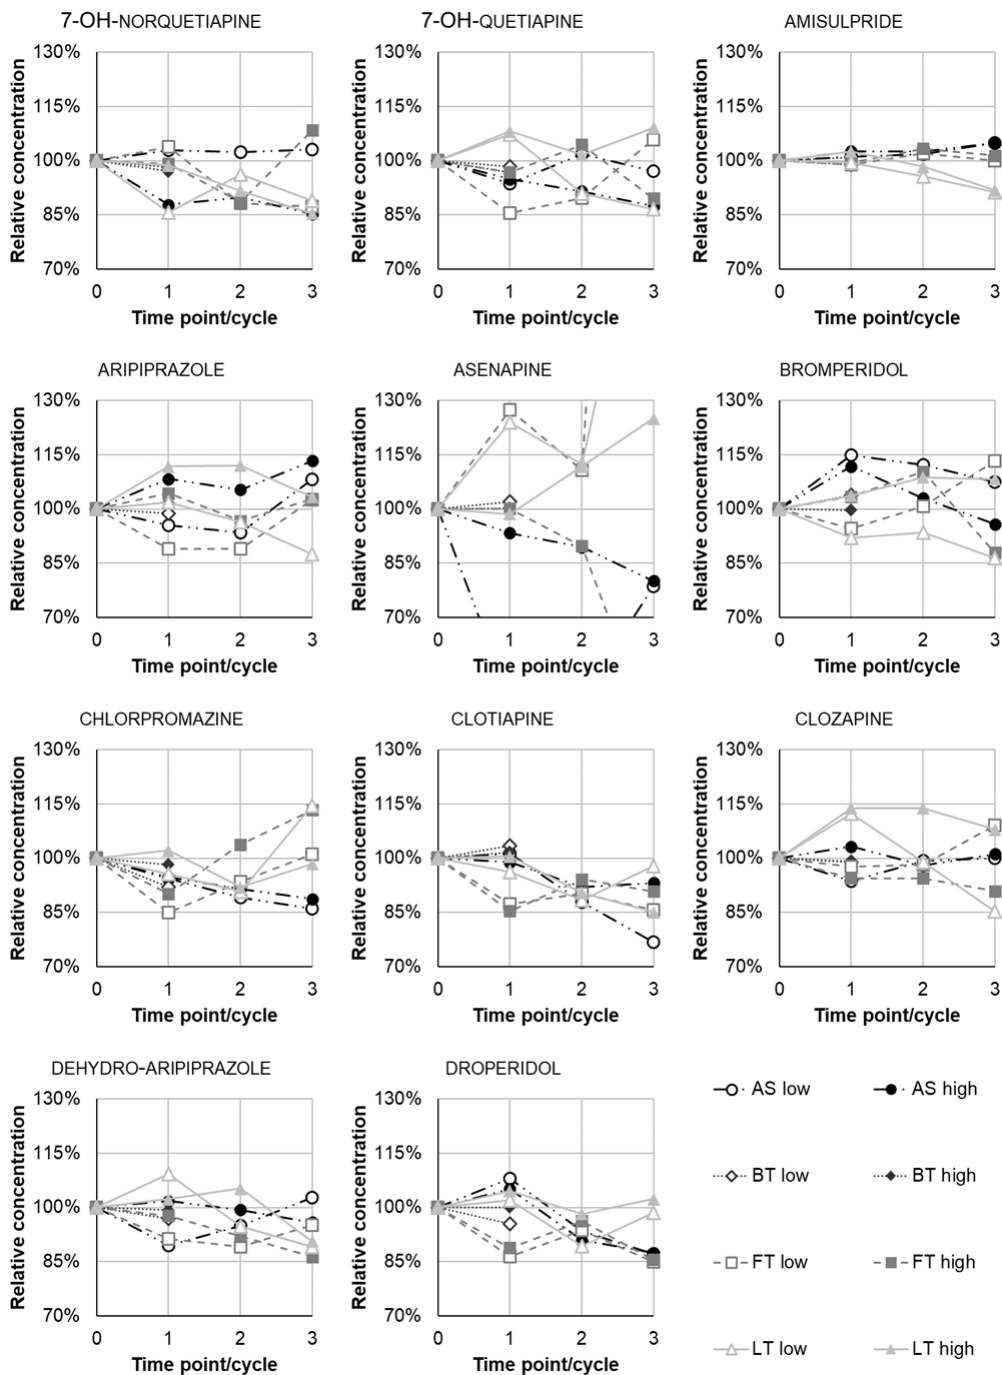 7-OH-NORQUETIAPINE
130%
115%
100%
85%
70%
Relative concentration
0 1 2 3
Time point/cycle
7-OH-QUETIAPINE
130%
115%
100%
85%
70%
Relative concentration
0 1 2 3
Time point/cycle
AMISULPRIDE
130%
115%
100%
85%
70%
Relative concentration
0 1 2 3
Time point/cycle
ARIPIPRAZOLE
130%
115%
100%
85%
70%
Relative concentration
0 1 2 3
Time point/cycle
ASENAPINE
130%
115%
100%
85%
70%
Relative concentration
0 1 2 3
Time point/cycle
BROMPERIDOL
130%
115%
100%
85%
70%
Relative concentration
0 1 2 3
Time point/cycle
CHLORPROMAZINE
130%
115%
100%
85%
70%
Relative concentration
0 1 2 3
Time point/cycle
CLOTIAPINE
130%
115%
100%
85%
70%
Relative concentration
0 1 2 3
Time point/cycle
CLOZAPINE
130%
115%
100%
85%
70%
Relative concentration
0 1 2 3
Time point/cycle
DEHYDRO-ARIPIPRAZOLE
130%
115%
100%
85%
70%
Relative concentration
0 1 2 3
Time point/cycle
DROPERIDOL
130%
115%
100%
85%
70%
Relative concentration
0 1 2 3
Time point/cycle
AS low AS high
BT low BT high
FT low FT high
LT low LT high